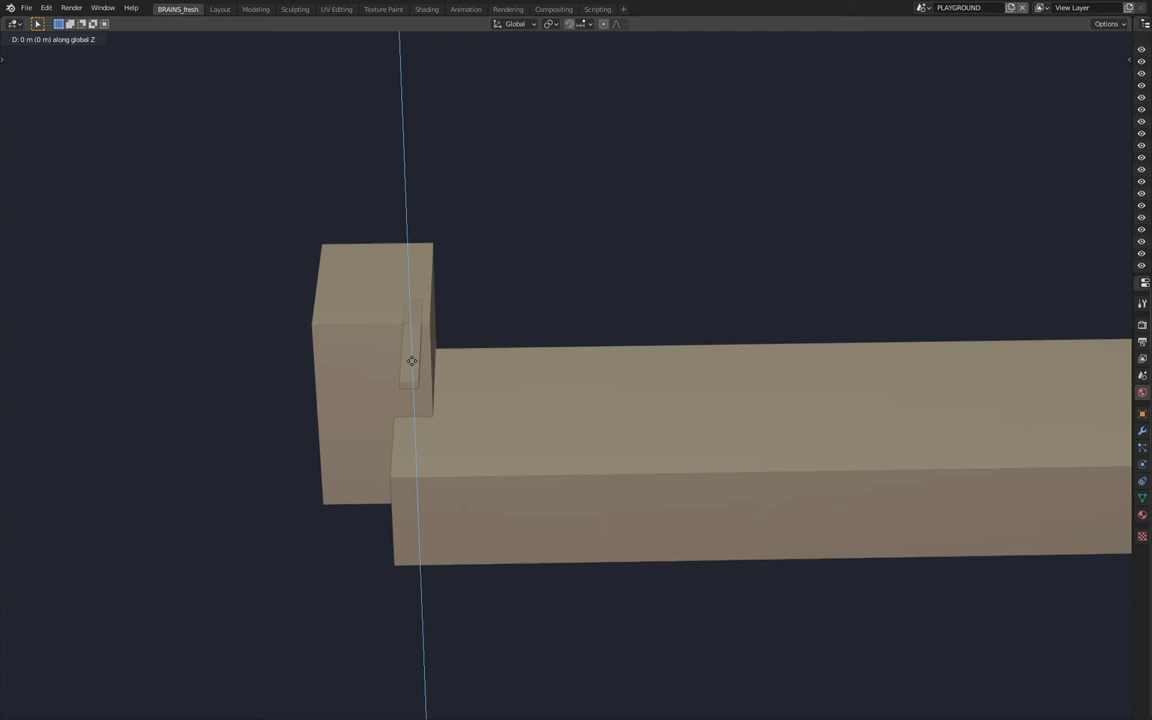 File Edit Render Window Help BRAINS_fresh Layout Modeling Sculpting UV Editing Texture Paint Shading Animation Rendering Compositing Scripting + PLAYGROUND View Layer
Global Options
D: 0 m (0 m) along global Z